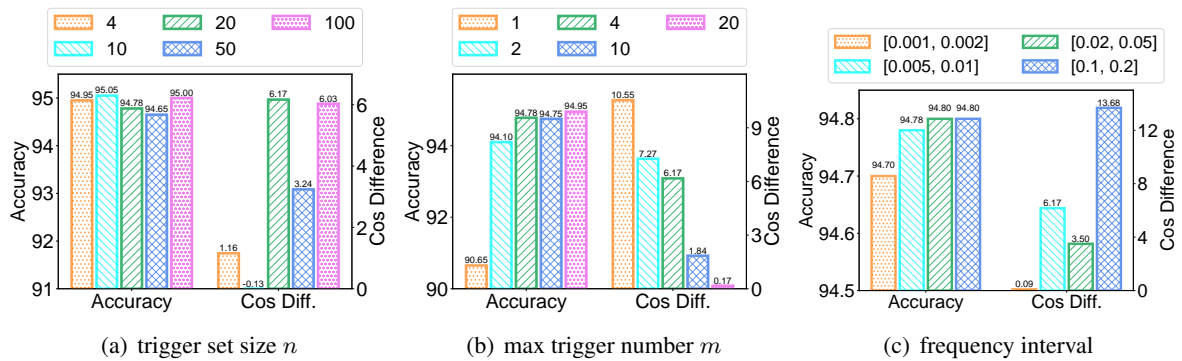 4 20 100
10 50
Accuracy
95
94
93
92
91
94.95 95.05 94.78 94.65 95.00
1.16 -0.13 6.17 3.24 6.03
6
4
2
0
Cos Difference
Accuracy Cos Diff.
(a) trigger set size n
1 4 20
2 10
Accuracy
94
92
90
90.65 94.10 94.78 94.75 94.95
10.55 7.27 6.17 1.84 0.17
9
6
3
0
Cos Difference
Accuracy Cos Diff.
(b) max trigger number m
[0.001, 0.002] [0.02, 0.05]
[0.005, 0.01] [0.1, 0.2]
Accuracy
94.8
94.7
94.6
94.5
94.70 94.78 94.80 94.80
0.09 6.17 3.50 13.68
12
8
4
0
Cos Difference
Accuracy Cos Diff.
(c) frequency interval